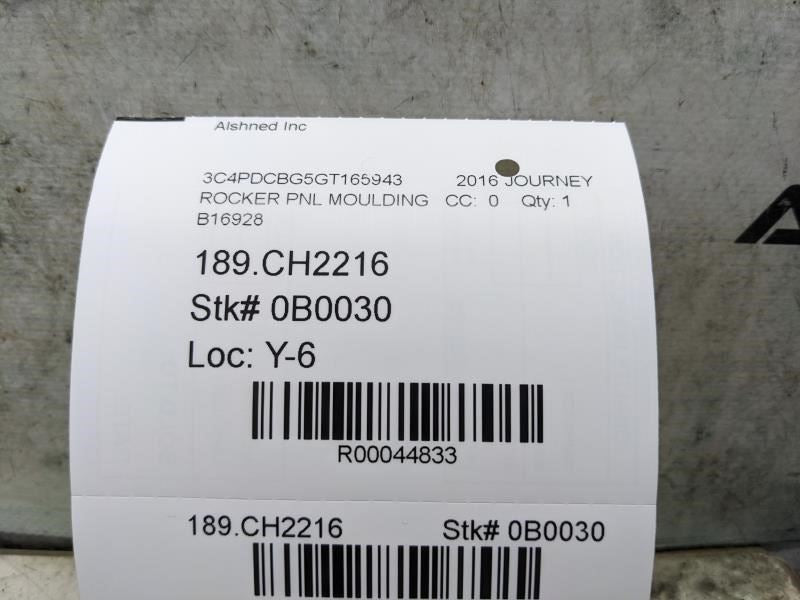 Alshned Inc
3C4PDCBG5GT165943 2016 JOURNEY
ROCKER PNL MOULDING CC: 0 Qty: 1
B16928
189.CH2216
Stk# 0B0030
Loc: Y-6
R00044833
189.CH2216 Stk# 0B0030